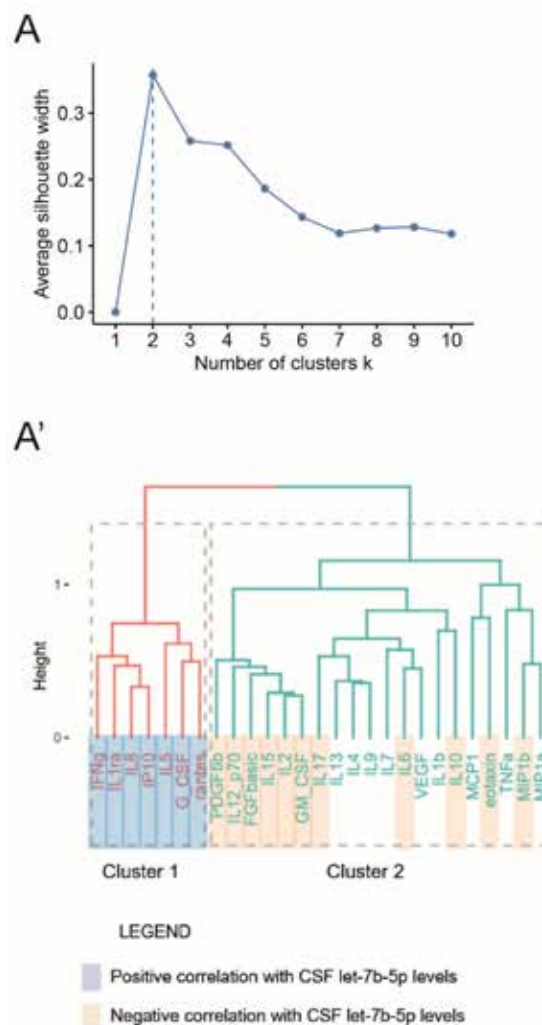 A
Average silhouette width
0.3
0.2
0.1
0.0
1 2 3 4 5 6 7 8 9 10
Number of clusters k
A'
Height
1
0
IFNg
IL1ra
IL8
IP10
IL5
G_CSF
rantes
PDGFbb
IL12_p70
FGFbasic
IL15
IL2
GM_CSF
IL17
IL13
IL4
IL9
IL7
IL6
VEGF
IL1b
IL10
MCP1
eotaxin
TNFa
MIP1b
MIP1a
Cluster 1
Cluster 2
LEGEND
Positive correlation with CSF let-7b-5p levels
Negative correlation with CSF let-7b-5p levels